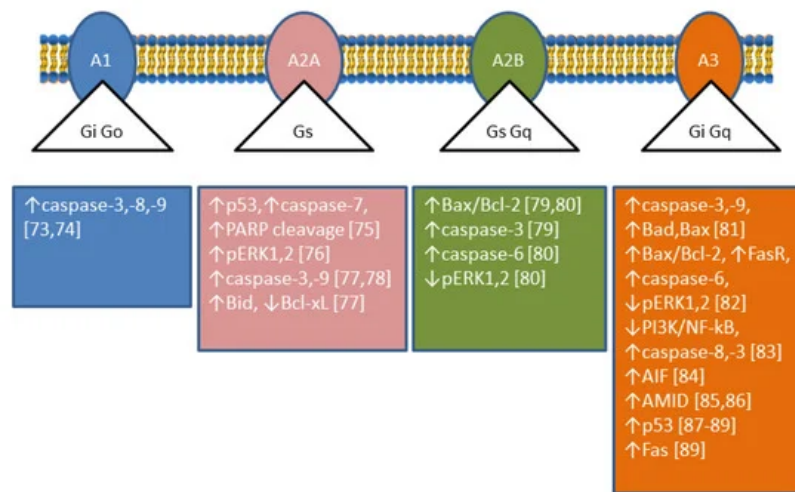 A1
A2A
A2B
A3
Gi Go
Gs
Gs Gq
Gi Gq
↑caspase-3,-8,-9
[73,74]
↑p53,↑caspase-7,
↑PARP cleavage [75]
↑pERK1,2 [76]
↑caspase-3,-9 [77,78]
↑Bid, ↓Bcl-xL [77]
↑Bax/Bcl-2 [79,80]
↑caspase-3 [79]
↑caspase-6 [80]
↓pERK1,2 [80]
↑caspase-3,-9,
↑Bad,Bax [81]
↑Bax/Bcl-2, ↑FasR,
↑caspase-6,
↓pERK1,2 [82]
↓PI3K/NF-kB,
↑caspase-8,-3 [83]
↑AIF [84]
↑AMID [85,86]
↑p53 [87-89]
↑Fas [89]